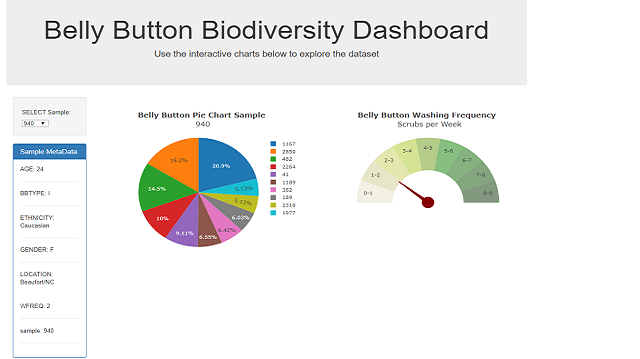 Belly Button Biodiversity Dashboard
Use the interactive charts below to explore the dataset
SELECT Sample:
940
Sample MetaData
AGE: 24
BBTYPE: I
ETHNICITY:
Caucasian
GENDER: F
LOCATION:
Beaufort/NC
WFREQ: 2
sample: 940
Belly Button Pie Chart Sample
940
20.9%
16.2%
14.5%
10%
9.11%
6.55%
6.42%
6.03%
5.13%
1167
2859
482
2264
41
1189
352
189
2318
1977
Belly Button Washing Frequency
Scrubs per Week
0-1
1-2
2-3
3-4
4-5
5-6
6-7
7-8
8-9